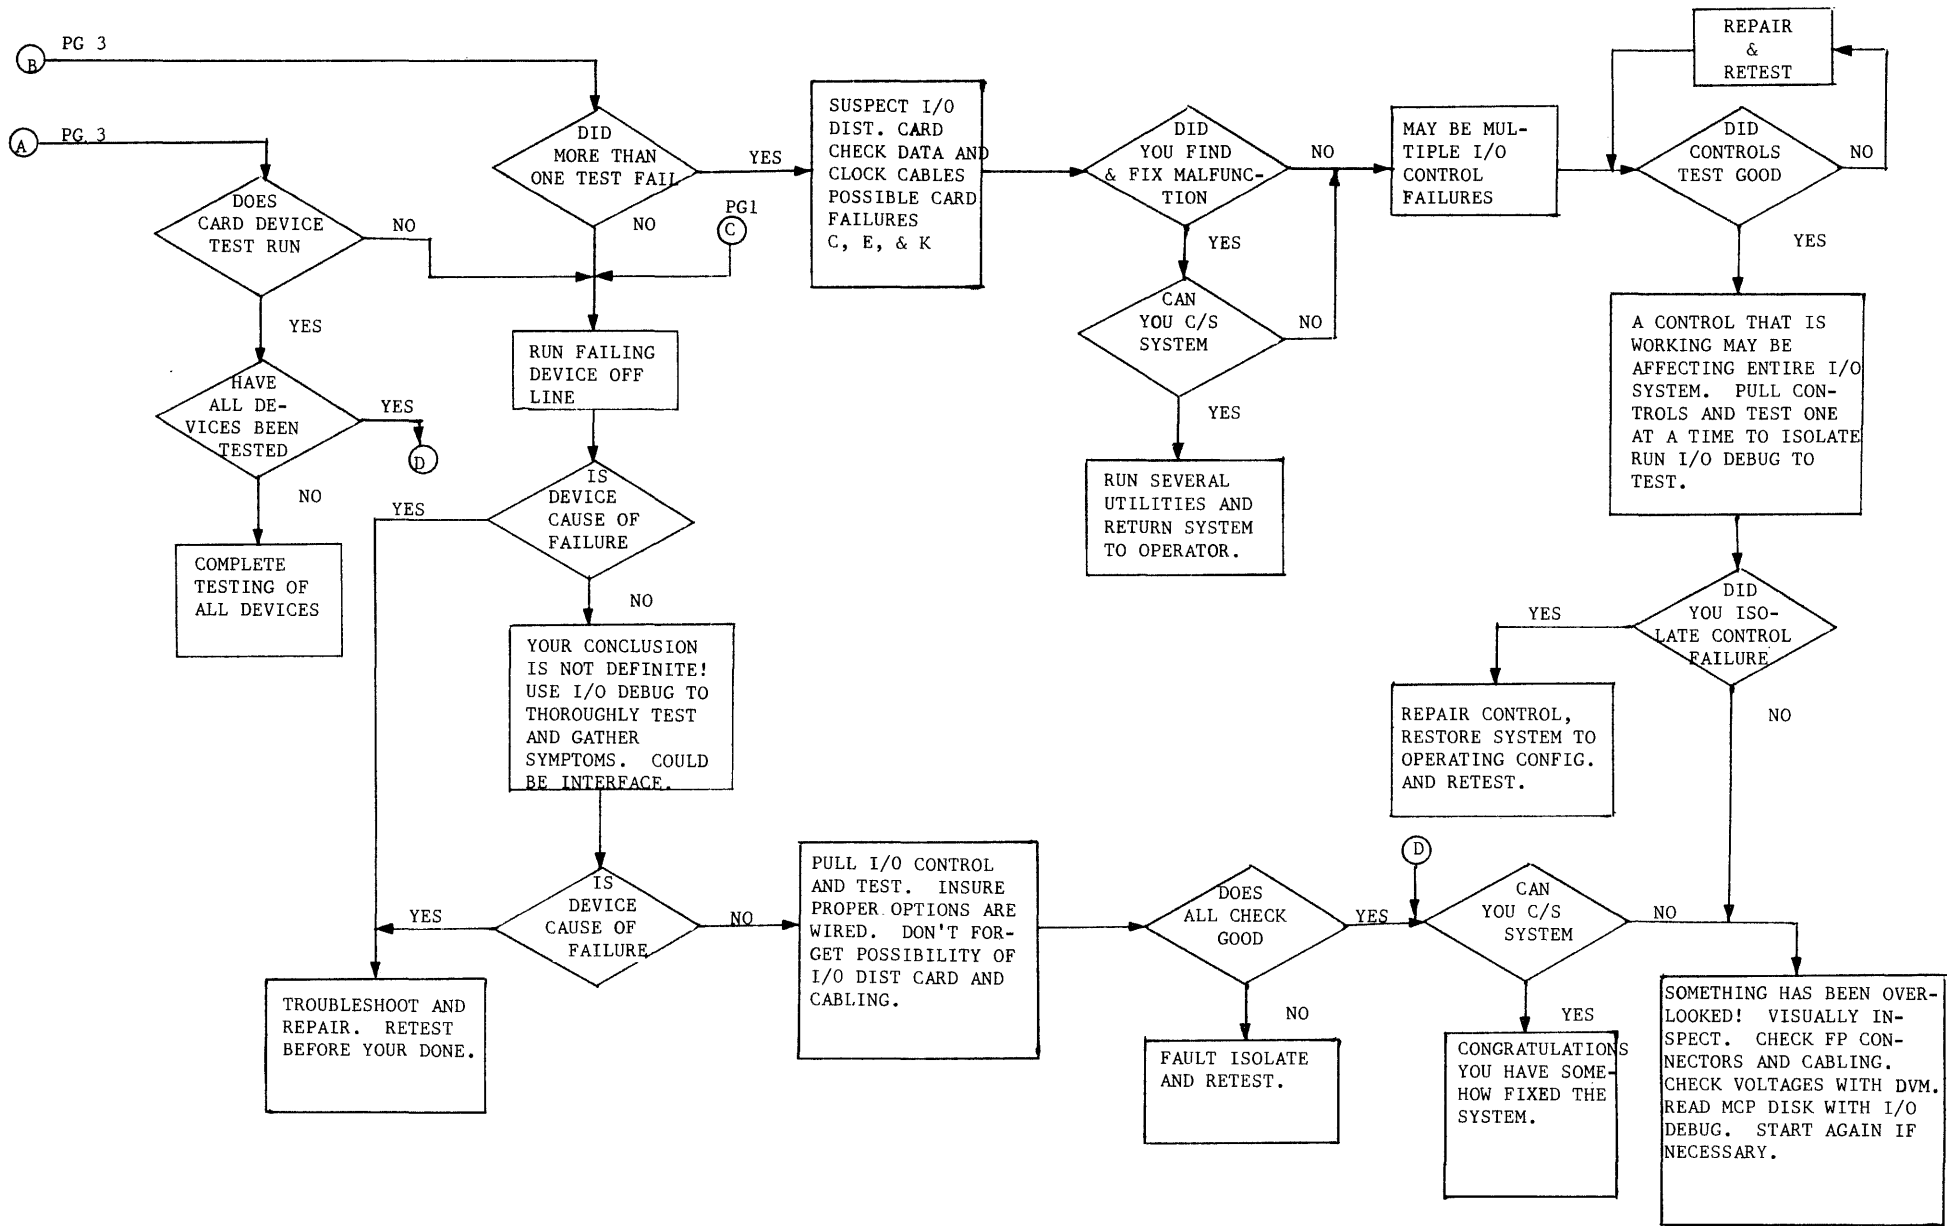 PG 3
B
PG 3
A
DOES
CARD DEVICE
TEST RUN
NO
YES
HAVE
ALL DE-
VICES BEEN
TESTED
YES
D
NO
COMPLETE
TESTING OF
ALL DEVICES
DID
MORE THAN
ONE TEST FAIL
YES
NO
PG1
C
RUN FAILING
DEVICE OFF
LINE
IS
DEVICE
CAUSE OF
FAILURE
YES
NO
YOUR CONCLUSION
IS NOT DEFINITE!
USE I/O DEBUG TO
THOROUGHLY TEST
AND GATHER
SYMPTOMS. COULD
BE INTERFACE.
IS
DEVICE
CAUSE OF
FAILURE
YES
NO
TROUBLESHOOT AND
REPAIR. RETEST
BEFORE YOUR DONE.
SUSPECT I/O
DIST. CARD
CHECK DATA AND
CLOCK CABLES
POSSIBLE CARD
FAILURES
C, E, & K
DID
YOU FIND
& FIX MALFUNC-
TION
NO
YES
CAN
YOU C/S
SYSTEM
NO
YES
RUN SEVERAL
UTILITIES AND
RETURN SYSTEM
TO OPERATOR.
MAY BE MUL-
TIPLE I/O
CONTROL
FAILURES
REPAIR
&
RETEST
DID
CONTROLS
TEST GOOD
NO
YES
A CONTROL THAT IS
WORKING MAY BE
AFFECTING ENTIRE I/O
SYSTEM. PULL CON-
TROLS AND TEST ONE
AT A TIME TO ISOLATE
RUN I/O DEBUG TO
TEST.
DID
YOU ISO-
LATE CONTROL
FAILURE
YES
NO
REPAIR CONTROL,
RESTORE SYSTEM TO
OPERATING CONFIG.
AND RETEST.
PULL I/O CONTROL
AND TEST. INSURE
PROPER OPTIONS ARE
WIRED. DON'T FOR-
GET POSSIBILITY OF
I/O DIST CARD AND
CABLING.
DOES
ALL CHECK
GOOD
YES
NO
FAULT ISOLATE
AND RETEST.
D
CAN
YOU C/S
SYSTEM
NO
YES
CONGRATULATIONS
YOU HAVE SOME-
HOW FIXED THE
SYSTEM.
SOMETHING HAS BEEN OVER-
LOOKED! VISUALLY IN-
SPECT. CHECK FP CON-
NECTORS AND CABLING.
CHECK VOLTAGES WITH DVM.
READ MCP DISK WITH I/O
DEBUG. START AGAIN IF
NECESSARY.